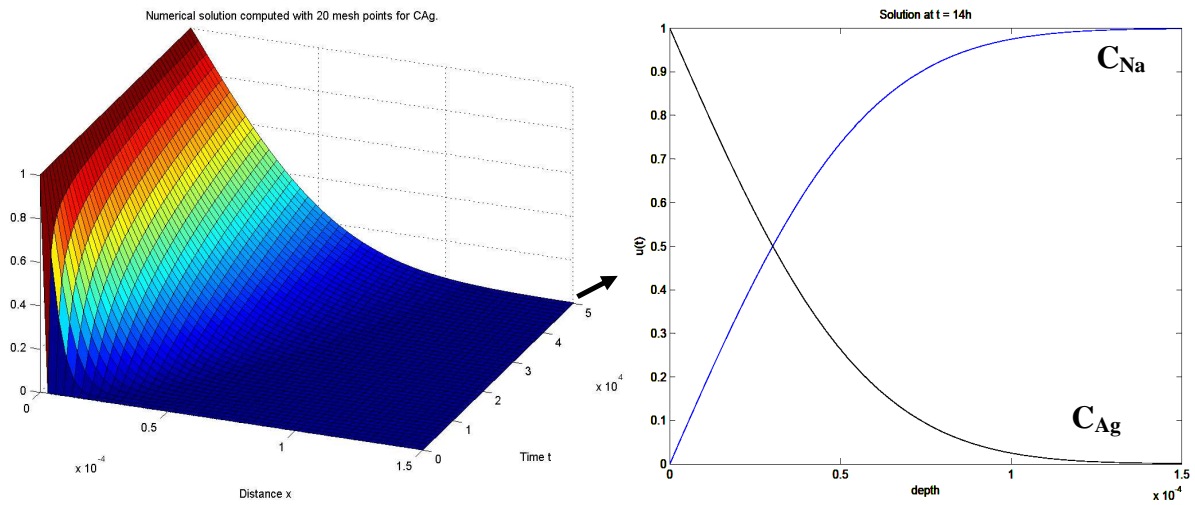 Numerical solution computed with 20 mesh points for CAg.
1
0.8
0.6
0.4
0.2
0
0
0.5
1
1.5
x 10^-4
Distance x
0
1
2
3
4
5
x 10^4
Time t
Solution at t = 14h
1
0.9
0.8
0.7
0.6
0.5
0.4
0.3
0.2
0.1
0
u(t)
C_Na
C_Ag
0
0.5
1
1.5
x 10^-4
depth